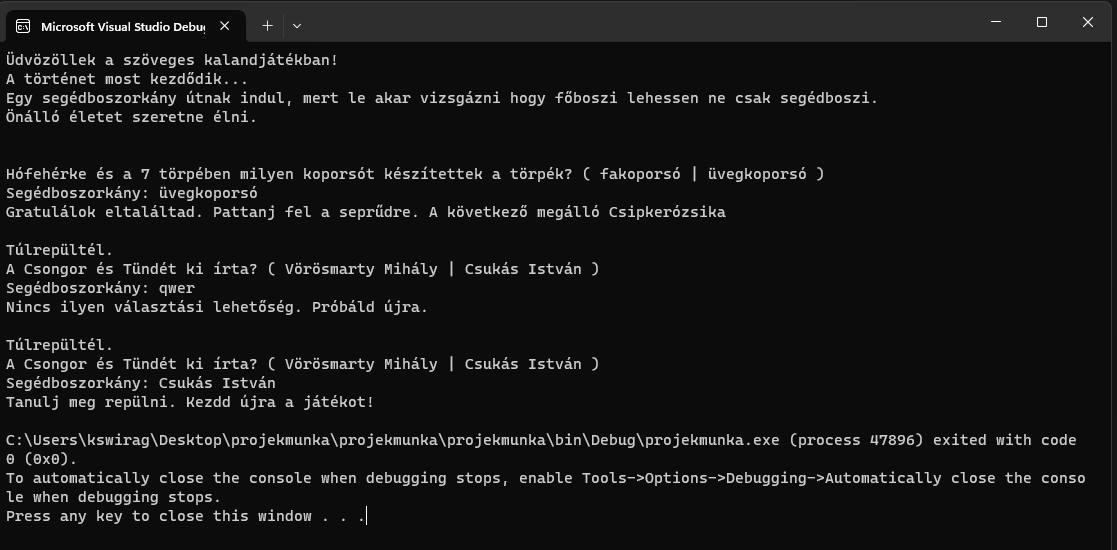 Microsoft Visual Studio Debug
Üdvözöllek a szöveges kalandjátékban!
A történet most kezdődik...
Egy segédboszorkány útnak indul, mert le akar vizsgázni hogy főboszi lehessen ne csak segédboszi.
Önálló életet szeretne élni.
Hófehérke és a 7 törpében milyen koporsót készítettek a törpék? ( fakoporsó | üvegkoporsó )
Segédboszorkány: üvegkoporsó
Gratulálok eltaláltad. Pattanj fel a seprűdre. A következő megálló Csipkerózsika
Túlrepültél.
A Csongor és Tündét ki írta? ( Vörösmarty Mihály | Csukás István )
Segédboszorkány: qwer
Nincs ilyen választási lehetőség. Próbáld újra.
Túlrepültél.
A Csongor és Tündét ki írta? ( Vörösmarty Mihály | Csukás István )
Segédboszorkány: Csukás István
Tanulj meg repülni. Kezdd újra a játékot!
C:\Users\kswirag\Desktop\projekmunka\projekmunka\projekmunka\bin\Debug\projekmunka.exe (process 47896) exited with code
0 (0x0).
To automatically close the console when debugging stops, enable Tools->Options->Debugging->Automatically close the conso
le when debugging stops.
Press any key to close this window . . .